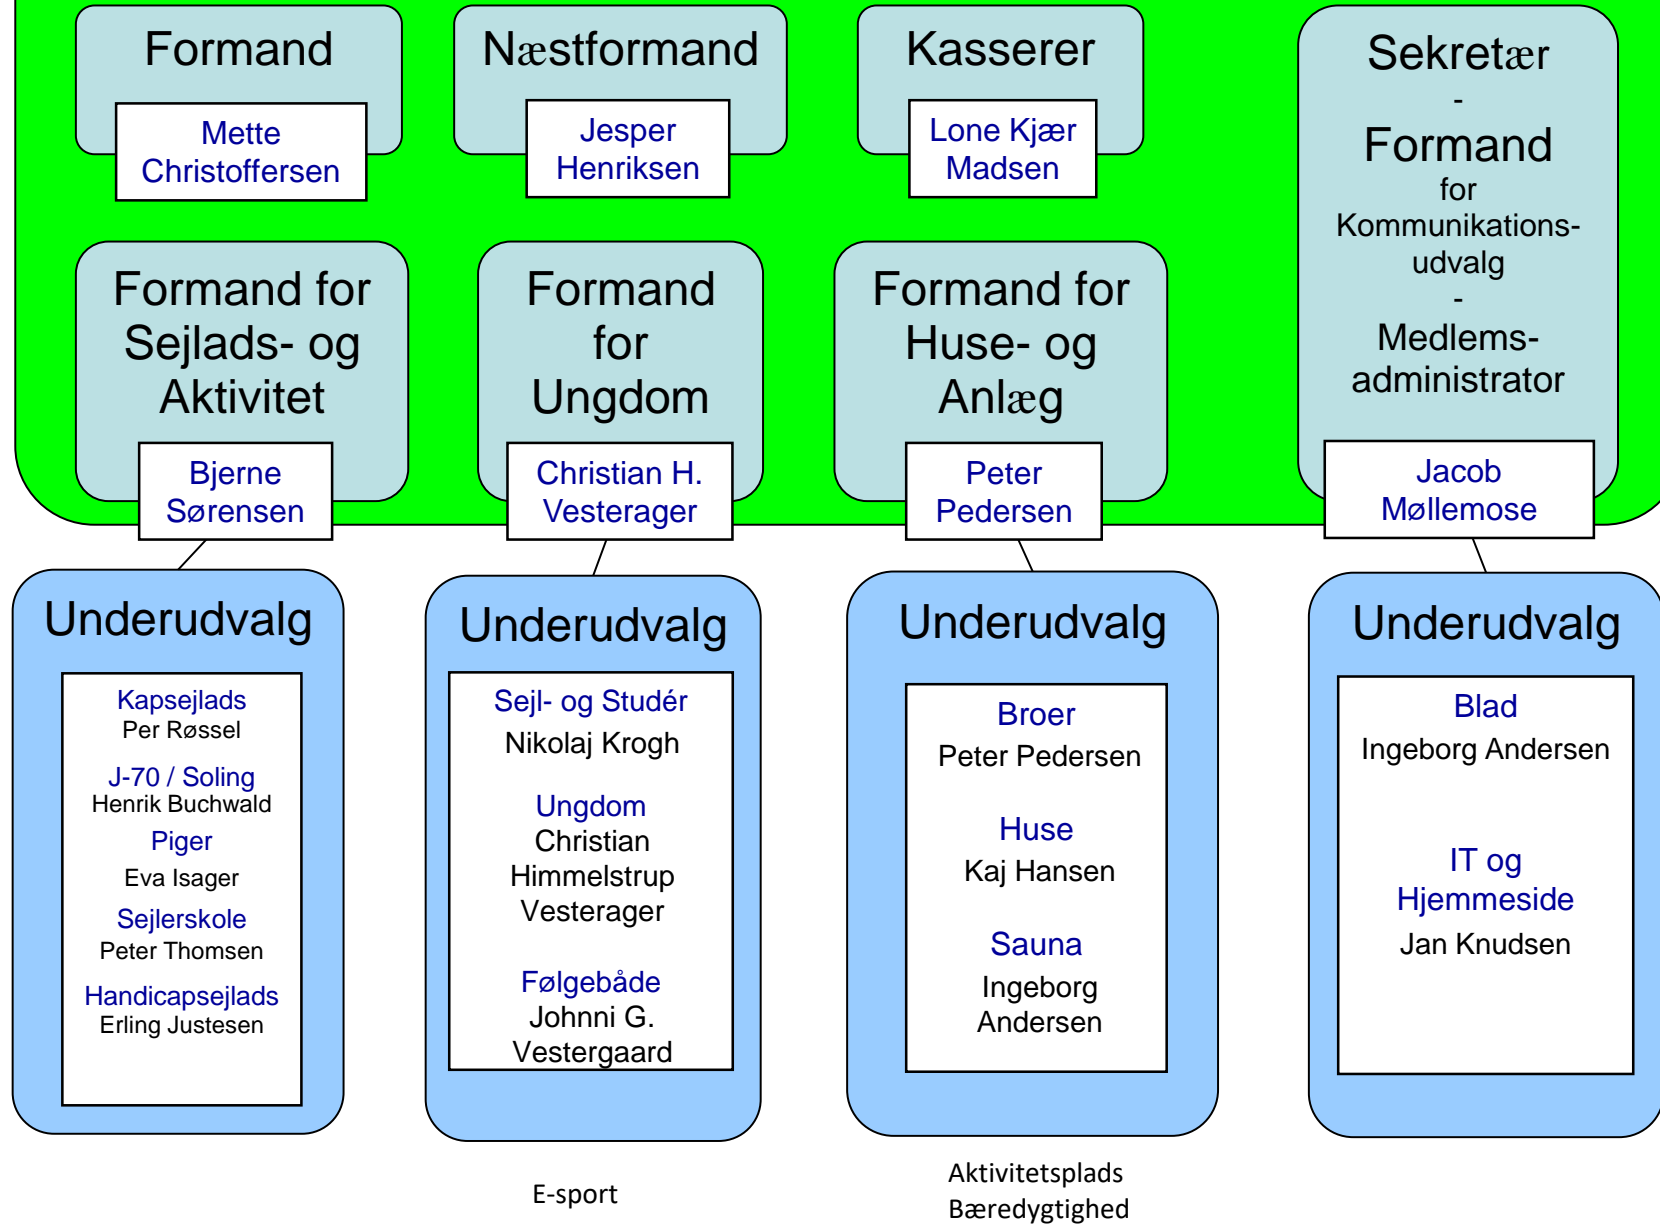 Formand
Mette
Christoffersen
Næstformand
Jesper
Henriksen
Kasserer
Lone Kjær
Madsen
Sekretær
-
Formand
for
Kommunikations-
udvalg
-
Medlems-
administrator
Jacob
Møllemose
Formand for
Sejlads- og
Aktivitet
Bjerne
Sørensen
Formand
for
Ungdom
Christian H.
Vesterager
Formand for
Huse- og
Anlæg
Peter
Pedersen
Underudvalg
Kapsejlads
Per Røssel
J-70 / Soling
Henrik Buchwald
Piger
Eva Isager
Sejlerskole
Peter Thomsen
Handicapsejlads
Erling Justesen
Underudvalg
Sejl- og Studér
Nikolaj Krogh
Ungdom
Christian
Himmelstrup
Vesterager
Følgebåde
Johnni G.
Vestergaard
Underudvalg
Broer
Peter Pedersen
Huse
Kaj Hansen
Sauna
Ingeborg
Andersen
Underudvalg
Blad
Ingeborg Andersen
IT og
Hjemmeside
Jan Knudsen
E-sport
Aktivitetsplads
Bæredygtighed